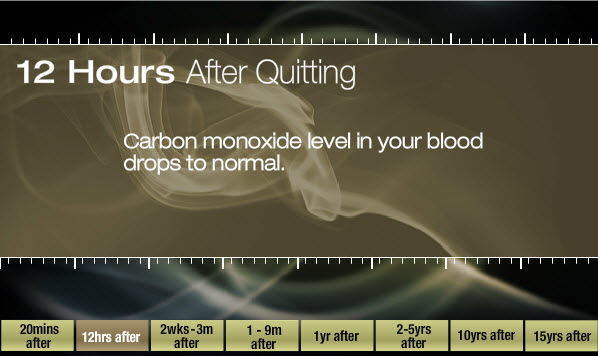 12 Hours After Quitting
Carbon monoxide level in your blood
drops to normal.
20mins
after
12hrs after
2wks-3m
after
1 - 9m
after
1yr after
2-5yrs
after
10yrs after
15yrs after